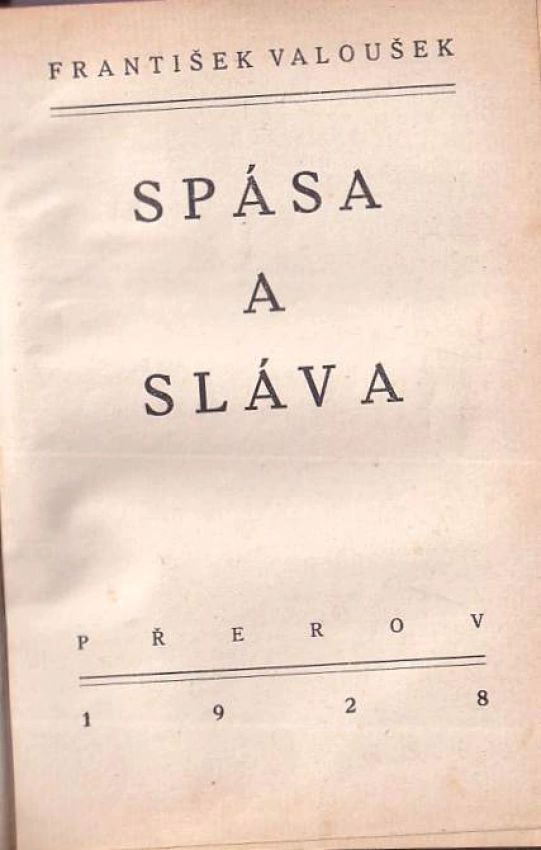 FRANTIŠEK VALOUŠEK
SPÁSA
A
SLÁVA
PŘEROV
1928